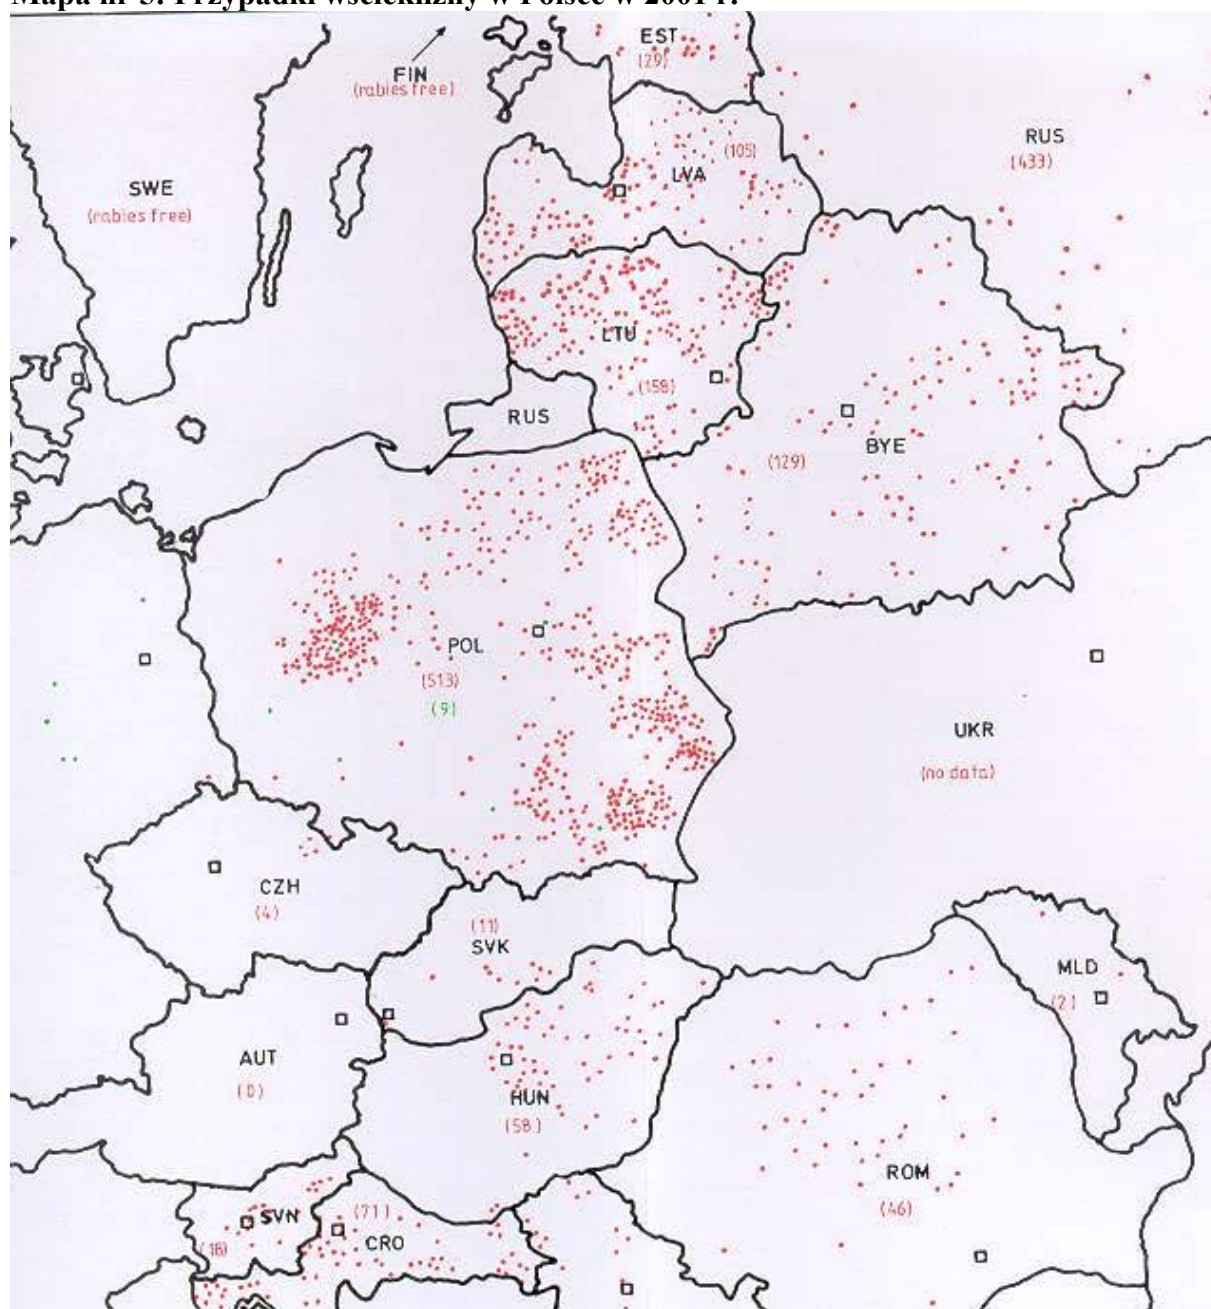 Mapa nr 3. Przypadki wścieklizny w Polsce w 2001 r.
EST
(29)
FIN
(rabies free)
RUS
(433)
(105)
LVA
SWE
(rabies free)
LTU
(158)
RUS
BYE
(129)
POL
(513)
(9)
UKR
(no data)
CZH
(4)
(11)
SVK
MLD
(2)
AUT
(0)
HUN
(58)
ROM
(46)
SVN
(18)
(71)
CRO